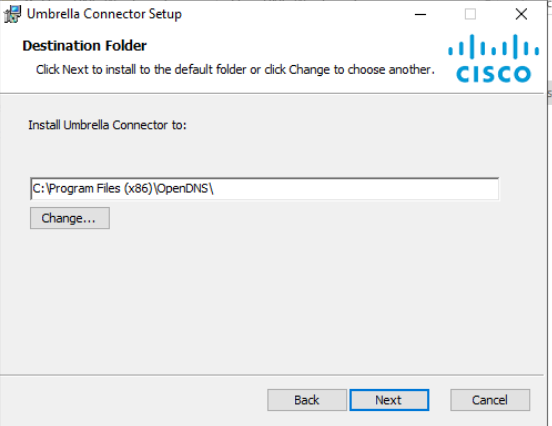 Umbrella Connector Setup
Destination Folder
Click Next to install to the default folder or click Change to choose another.
CISCO
Install Umbrella Connector to:
C:\Program Files (x86)\OpenDNS\
Change...
Back Next Cancel